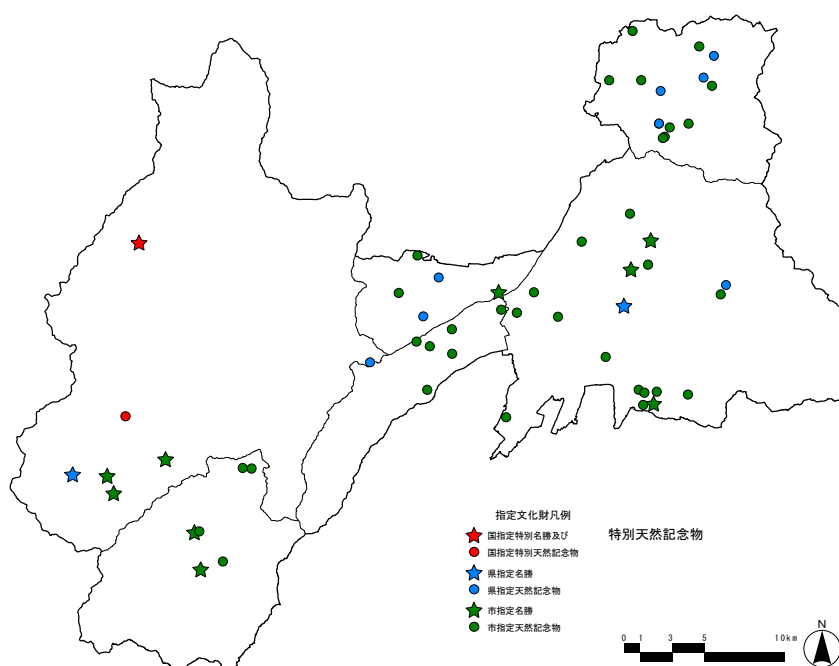 指定文化財凡例
国指定特別名勝及び 特別天然記念物
国指定特別天然記念物
県指定名勝
県指定天然記念物
市指定名勝
市指定天然記念物
0 1 3 5 10km
N